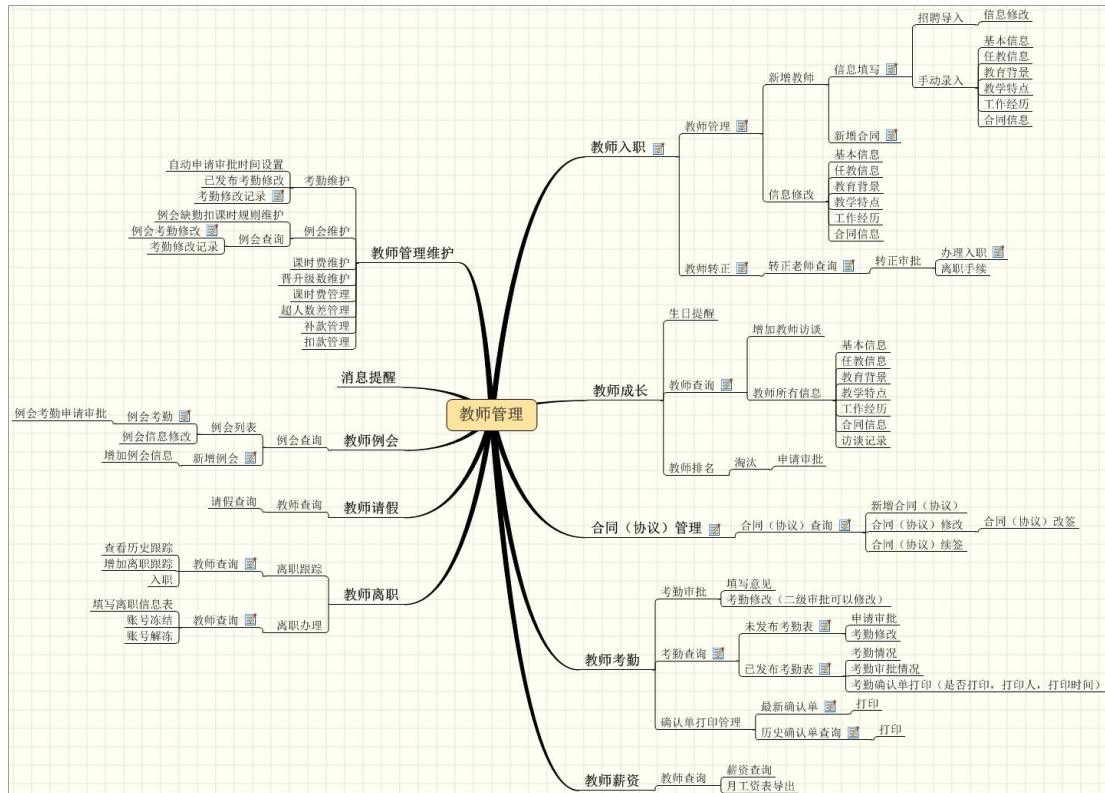 教师管理
教师入职
教师管理
新增教师
信息填写
招聘导入
信息修改
手动录入
基本信息
任教信息
教育背景
教学特点
工作经历
合同信息
新增合同
信息修改
基本信息
任教信息
教育背景
教学特点
工作经历
合同信息
教师转正
转正老师查询
转正审批
办理入职
离职手续
教师成长
生日提醒
教师查询
增加教师访谈
教师所有信息
基本信息
任教信息
教育背景
教学特点
工作经历
合同信息
访谈记录
教师排名
淘汰
申请审批
合同（协议）管理
合同（协议）查询
新增合同（协议）
合同（协议）修改
合同（协议）改签
合同（协议）续签
教师考勤
考勤审批
填写意见
考勤修改（二级审批可以修改）
考勤查询
未发布考勤表
申请审批
考勤修改
已发布考勤表
考勤情况
考勤审批情况
考勤确认单打印（是否打印，打印人，打印时间）
确认单打印管理
最新确认单
打印
历史确认单查询
打印
教师薪资
教师查询
薪资查询
月工资表导出
教师管理维护
考勤维护
自动申请审批时间设置
已发布考勤修改
考勤修改记录
例会维护
例会缺勤扣课时规则维护
例会查询
例会考勤修改
考勤修改记录
课时费维护
晋升级数维护
课时费管理
超人数差管理
补款管理
扣款管理
消息提醒
教师例会
例会查询
例会列表
例会考勤
例会考勤申请审批
例会信息修改
新增例会
增加例会信息
教师请假
教师查询
请假查询
教师离职
离职跟踪
教师查询
查看历史跟踪
增加离职跟踪
入职
离职办理
教师查询
填写离职信息表
账号冻结
账号解冻